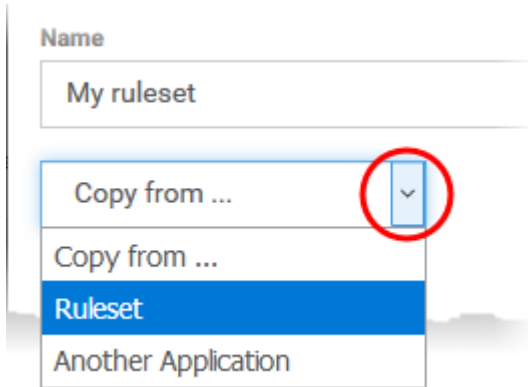 Name
My ruleset
Copy from ...
Copy from ...
Ruleset
Another Application